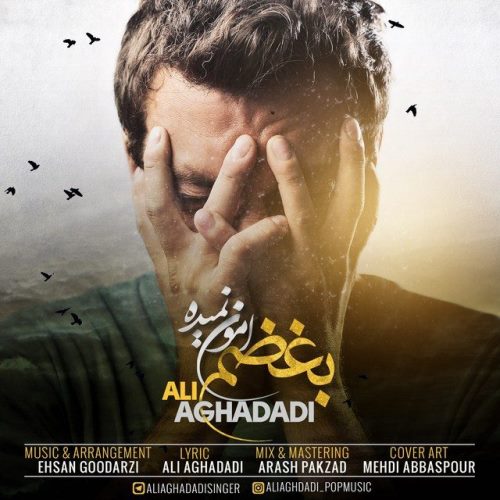 بغضم
امون نمیده
ALI
AGHADADI
MUSIC & ARRANGEMENT
EHSAN GOODARZI
LYRIC
ALI AGHADADI
MIX & MASTERING
ARASH PAKZAD
COVER ART
MEHDI ABBASPOUR
ALIAGHADADISINGER
ALIAGHDADI_POPMUSIC